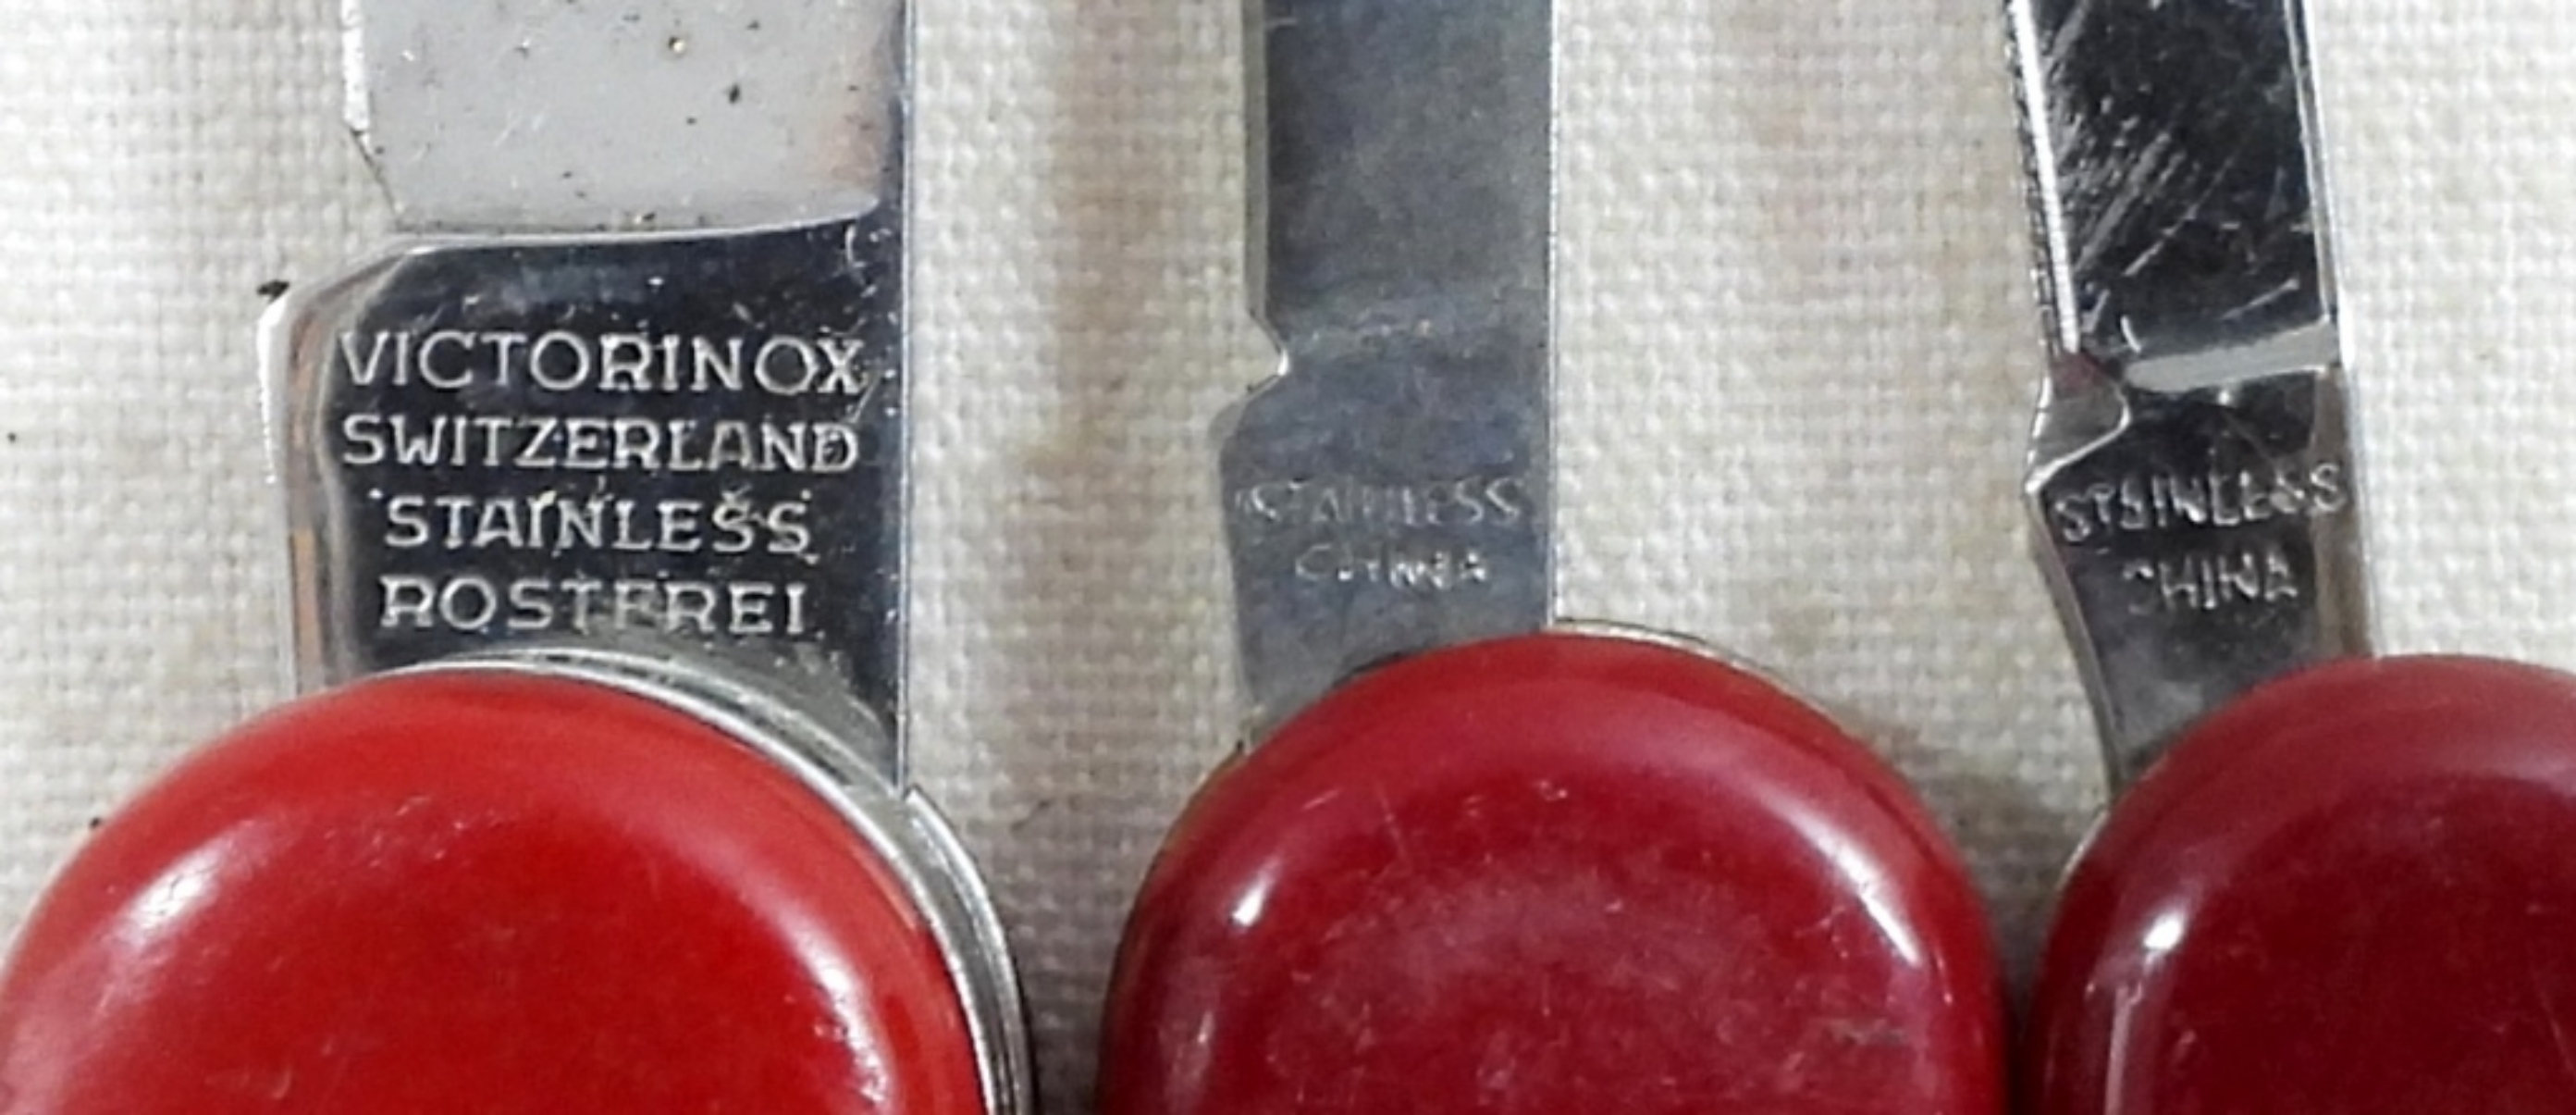 VICTORINOX
SWITZERLAND
STAINLESS
ROSTFREI
STAINLESS
CHINA
STAINLESS
CHINA